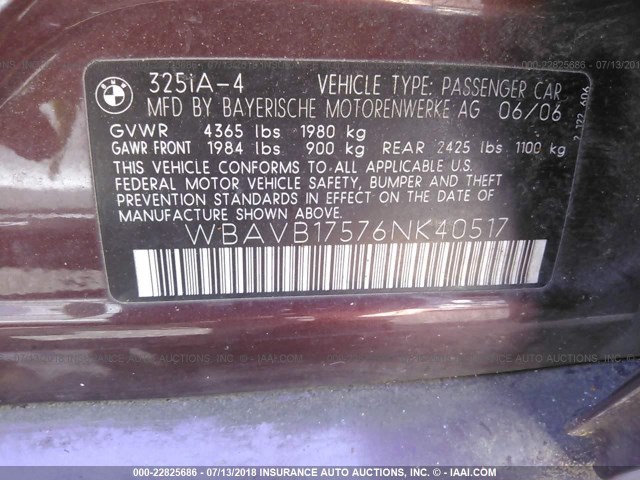 BMW
325iA-4 VEHICLE TYPE: PASSENGER CAR
MFD BY BAYERISCHE MOTORENWERKE AG 06/06
GVWR 4365 lbs 1980 kg
GAWR FRONT 1984 lbs 900 kg REAR 2425 lbs 1100 kg
THIS VEHICLE CONFORMS TO ALL APPLICABLE U.S.
FEDERAL MOTOR VEHICLE SAFETY, BUMPER AND THEFT
PREVENTION STANDARDS IN EFFECT ON THE DATE OF
MANUFACTURE SHOWN ABOVE.
WBAVB17576NK40517
000-22825686 - 07/13/2018 INSURANCE AUTO AUCTIONS, INC. - © IAAI.COM